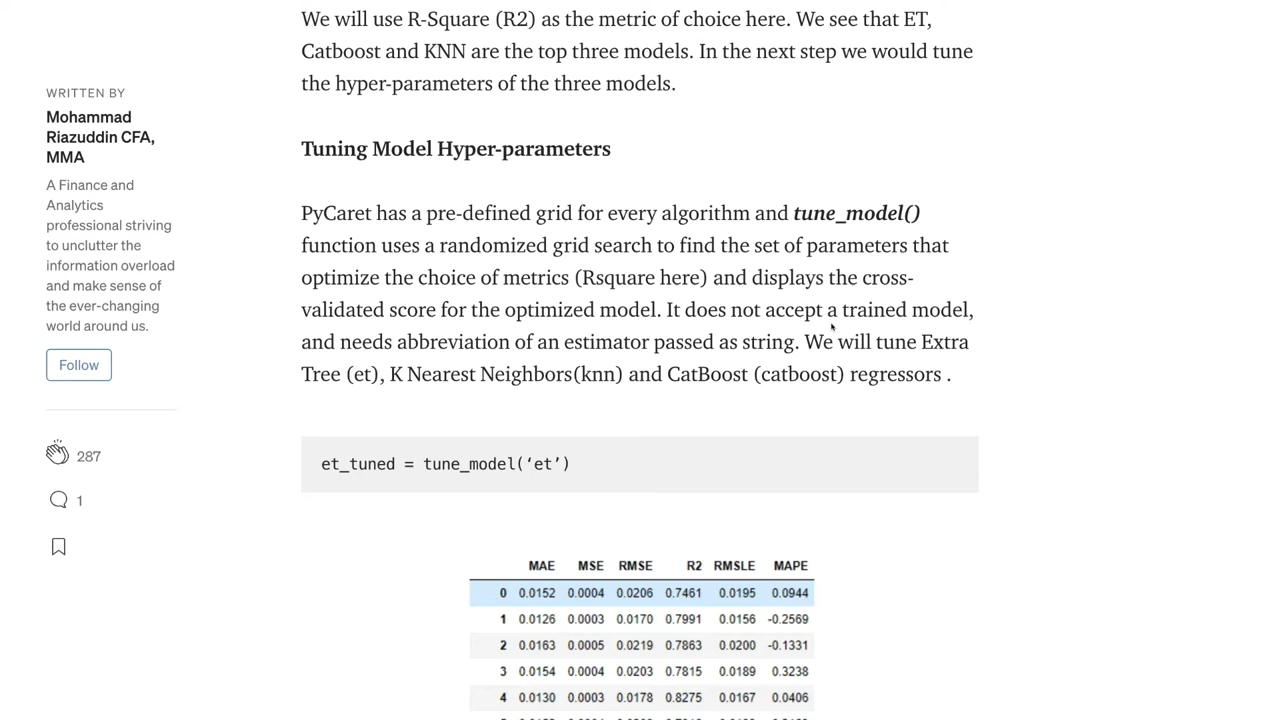 We will use R-Square (R2) as the metric of choice here. We see that ET,
Catboost and KNN are the top three models. In the next step we would tune
the hyper-parameters of the three models.
WRITTEN BY
Mohammad
Riazuddin CFA,
MMA
A Finance and
Analytics
professional striving
to unclutter the
information overload
and make sense of
the ever-changing
world around us.
Follow
287
1
Tuning Model Hyper-parameters
PyCaret has a pre-defined grid for every algorithm and tune_model()
function uses a randomized grid search to find the set of parameters that
optimize the choice of metrics (Rsquare here) and displays the cross-
validated score for the optimized model. It does not accept a trained model,
and needs abbreviation of an estimator passed as string. We will tune Extra
Tree (et), K Nearest Neighbors(knn) and CatBoost (catboost) regressors .
et_tuned = tune_model(‘et’)
MAE MSE RMSE R2 RMSLE MAPE
0 0.0152 0.0004 0.0206 0.7461 0.0195 0.0944
1 0.0126 0.0003 0.0170 0.7991 0.0156 -0.2569
2 0.0163 0.0005 0.0219 0.7863 0.0200 -0.1331
3 0.0154 0.0004 0.0203 0.7815 0.0189 0.3238
4 0.0130 0.0003 0.0178 0.8275 0.0167 0.0406